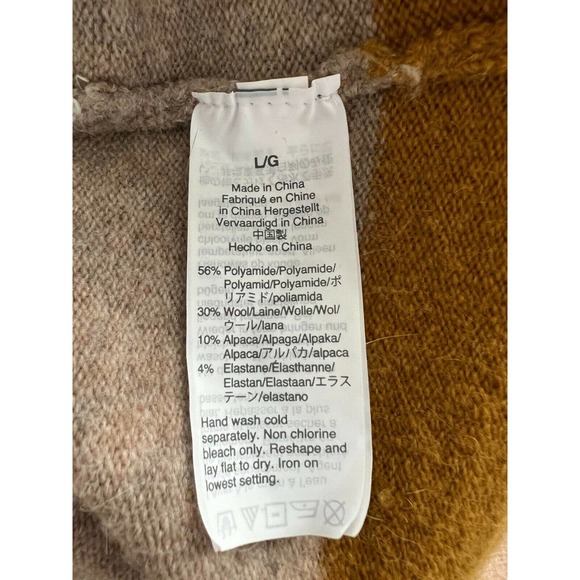 L/G
Made in China
Fabriqué en Chine
in China Hergestellt
Vervaardigd in China
中国製
Hecho en China
56% Polyamide/Polyamide/
Polyamid/Polyamide/ポ
リアミド/poliamida
30% Wool/Laine/Wolle/Wol/
ウール/lana
10% Alpaca/Alpaga/Alpaka/
Alpaca/アルパカ/alpaca
4% Elastane/Élasthanne/
Elastan/Elastaan/エラス
テーン/elastano
Hand wash cold
separately. Non chlorine
bleach only. Reshape and
lay flat to dry. Iron on
lowest setting.